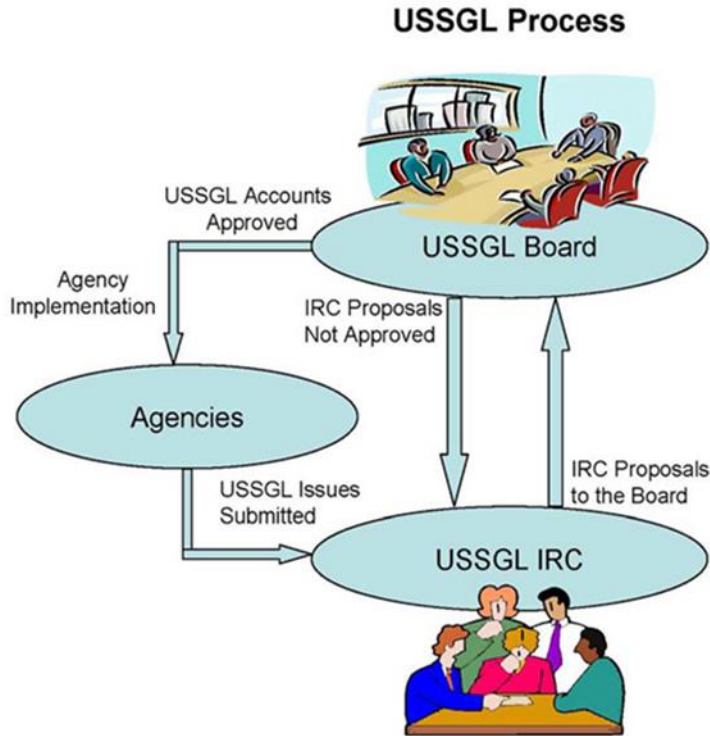 USSGL Process
USSGL Accounts
Approved
USSGL Board
Agency
Implementation
IRC Proposals
Not Approved
Agencies
IRC Proposals
to the Board
USSGL Issues
Submitted
USSGL IRC